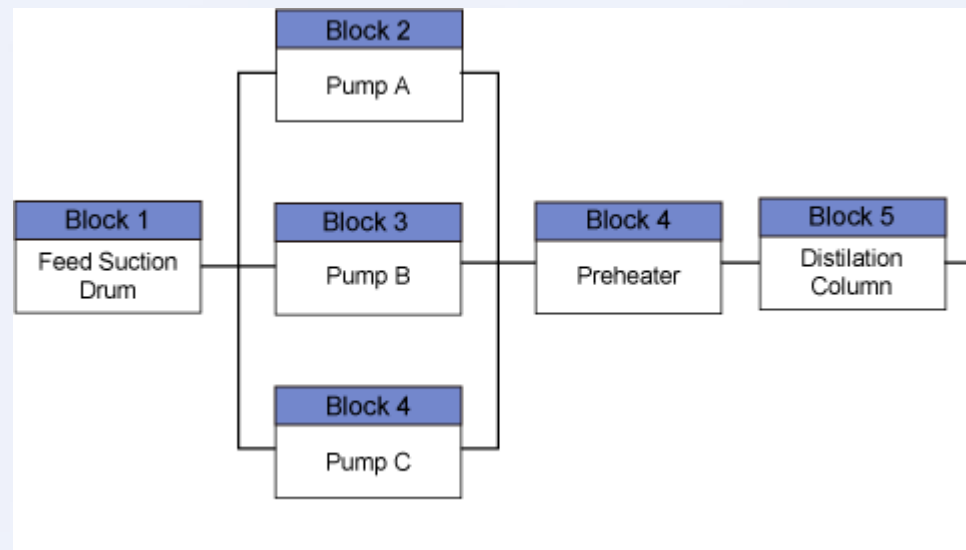 Block 2
Pump A
Block 1
Feed Suction
Drum
Block 3
Pump B
Block 4
Pump C
Block 4
Preheater
Block 5
Distilation
Column